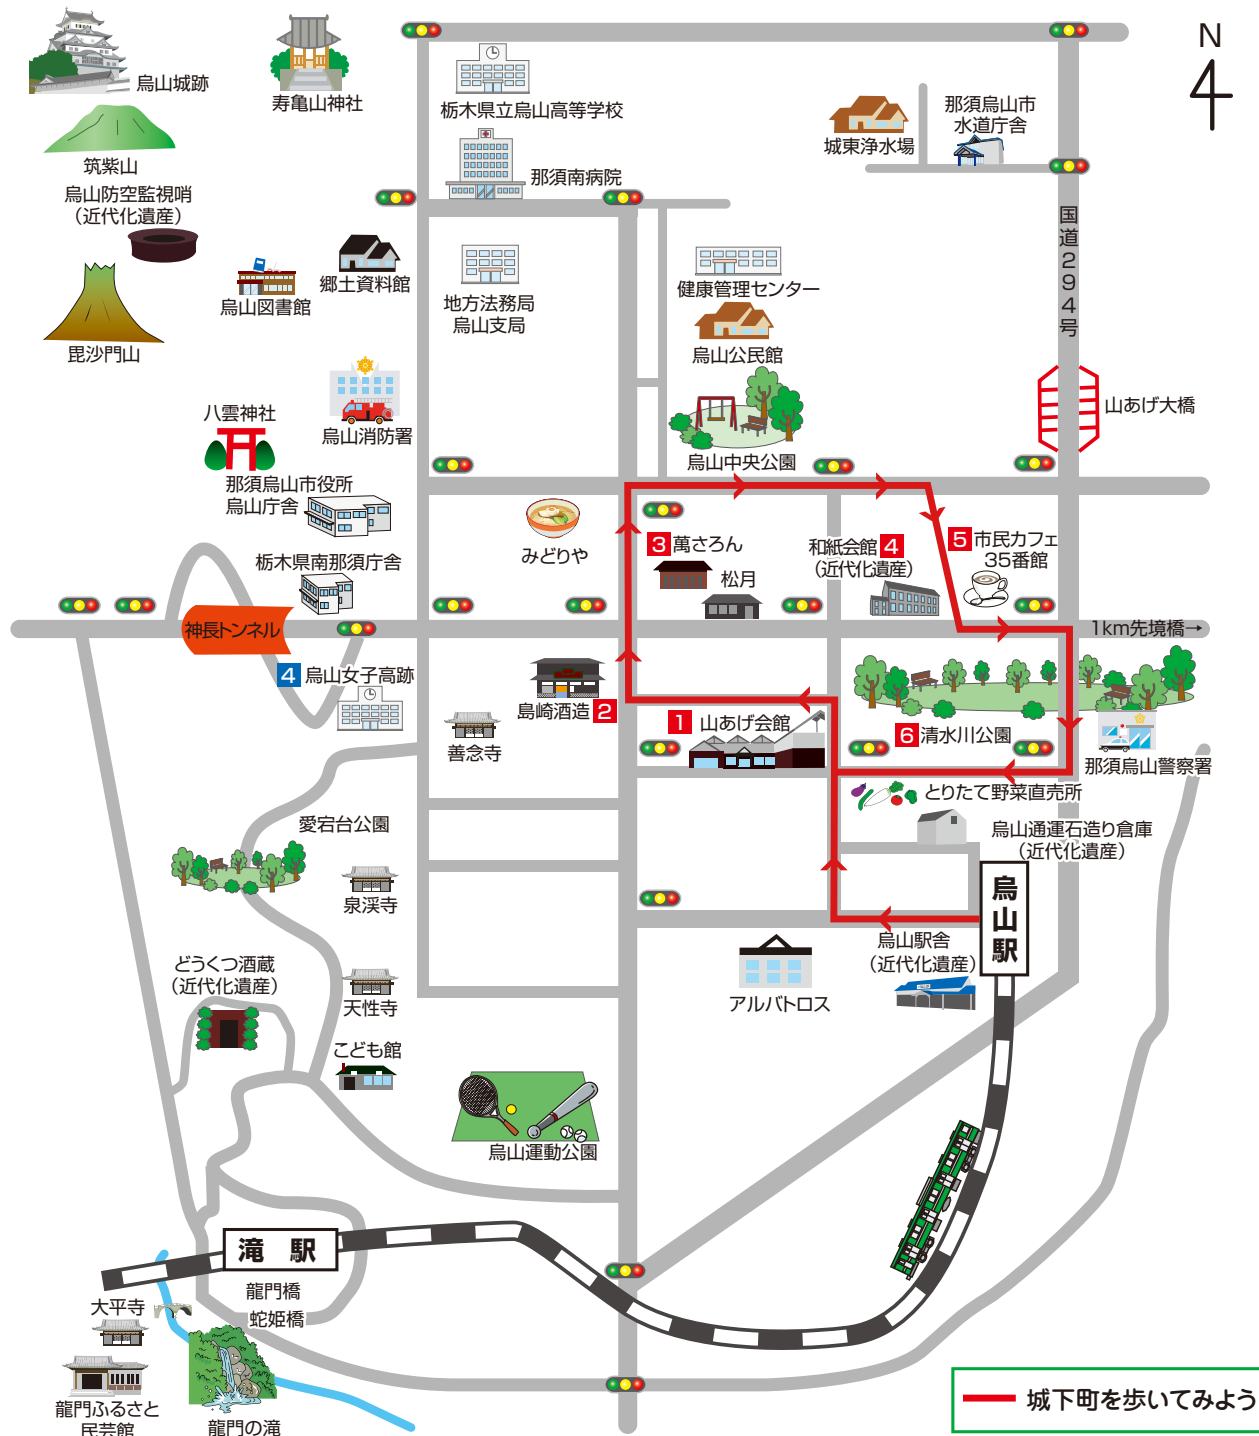 N
烏山城跡
寿亀山神社
栃木県立烏山高等学校
城東浄水場
那須烏山市
水道庁舎
筑紫山
那須南病院
烏山防空監視哨
（近代化遺産）
国道294号
郷土資料館
烏山図書館
地方法務局
烏山支局
健康管理センター
毘沙門山
烏山公民館
山あげ大橋
八雲神社
烏山消防署
烏山中央公園
那須烏山市役所
烏山庁舎
みどりや
3 萬さろん
和紙会館 4
（近代化遺産）
5 市民カフェ
35番館
栃木県南那須庁舎
松月
神長トンネル
1km先境橋→
4 烏山女子高跡
島崎酒造 2
1 山あげ会館
6 清水川公園
善念寺
那須烏山警察署
とりたて野菜直売所
愛宕台公園
烏山通運石造り倉庫
（近代化遺産）
泉渓寺
烏山駅
烏山駅舎
（近代化遺産）
どうくつ酒蔵
（近代化遺産）
天性寺
アルバトロス
こども館
烏山運動公園
滝 駅
龍門橋
大平寺
蛇姫橋
龍門ふるさと
民芸館
龍門の滝
城下町を歩いてみよう